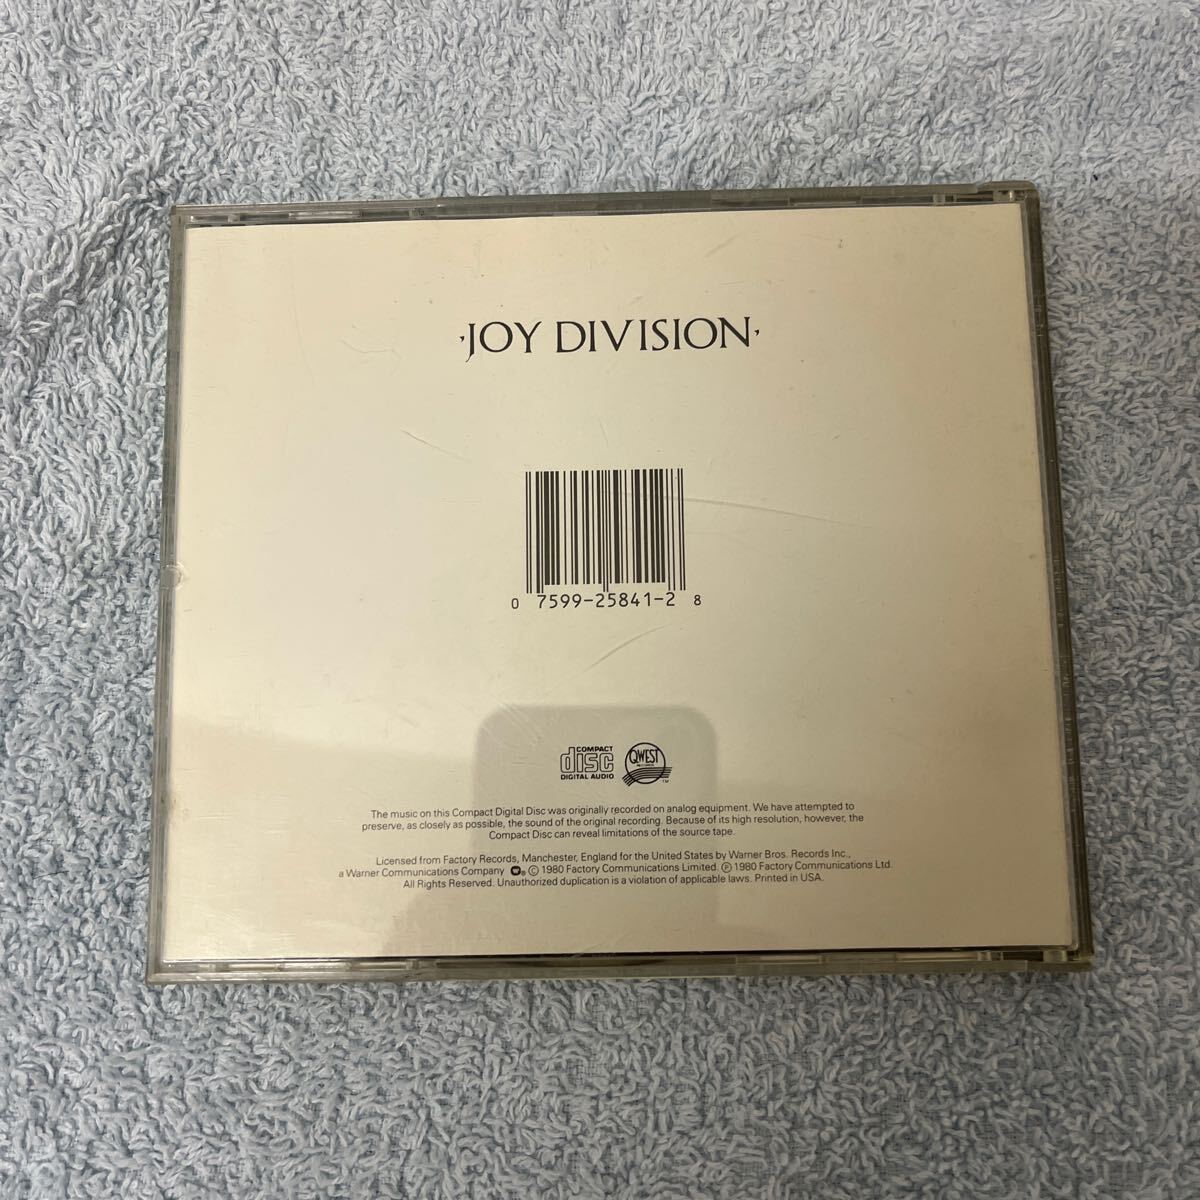 ·JOY DIVISION·
0 7599-25841-2 8
COMPACT
disc
DIGITAL AUDIO
QWEST
RECORDS
TM
The music on this Compact Digital Disc was originally recorded on analog equipment. We have attempted to
preserve, as closely as possible, the sound of the original recording. Because of its high resolution, however, the
Compact Disc can reveal limitations of the source tape.
Licensed from Factory Records, Manchester, England for the United States by Warner Bros. Records Inc.,
a Warner Communications Company ® © 1980 Factory Communications Limited. ℗ 1980 Factory Communications Ltd.
All Rights Reserved. Unauthorized duplication is a violation of applicable laws. Printed in USA.